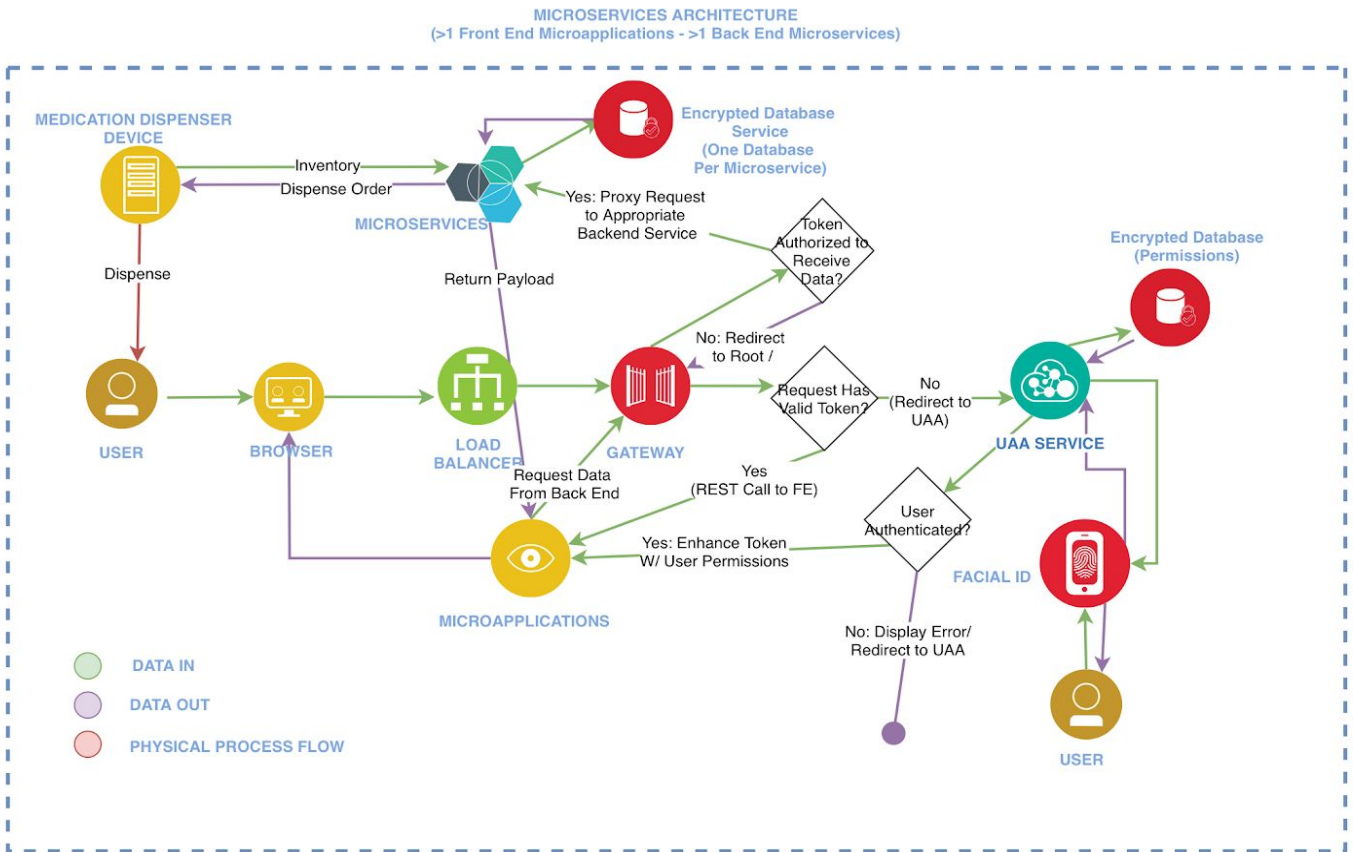 MICROSERVICES ARCHITECTURE
(>1 Front End Microapplications - >1 Back End Microservices)
MEDICATION DISPENSER
DEVICE
Encrypted Database
Service
(One Database
Per Microservice)
Inventory
Dispense Order
MICROSERVICES
Yes: Proxy Request
to Appropriate
Backend Service
Token
Authorized to
Receive
Data?
Encrypted Database
(Permissions)
Dispense
Return Payload
No: Redirect
to Root /
Request Has
Valid Token?
No
(Redirect to
UAA)
USER
BROWSER
LOAD
BALANCER
GATEWAY
UAA SERVICE
Request Data
From Back End
Yes
(REST Call to FE)
User
Authenticated?
Yes: Enhance Token
W/ User Permissions
FACIAL ID
MICROAPPLICATIONS
No: Display Error/
Redirect to UAA
DATA IN
DATA OUT
PHYSICAL PROCESS FLOW
USER